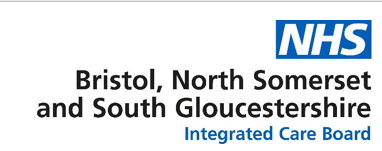 NHS
Bristol, North Somerset
and South Gloucestershire
Integrated Care Board